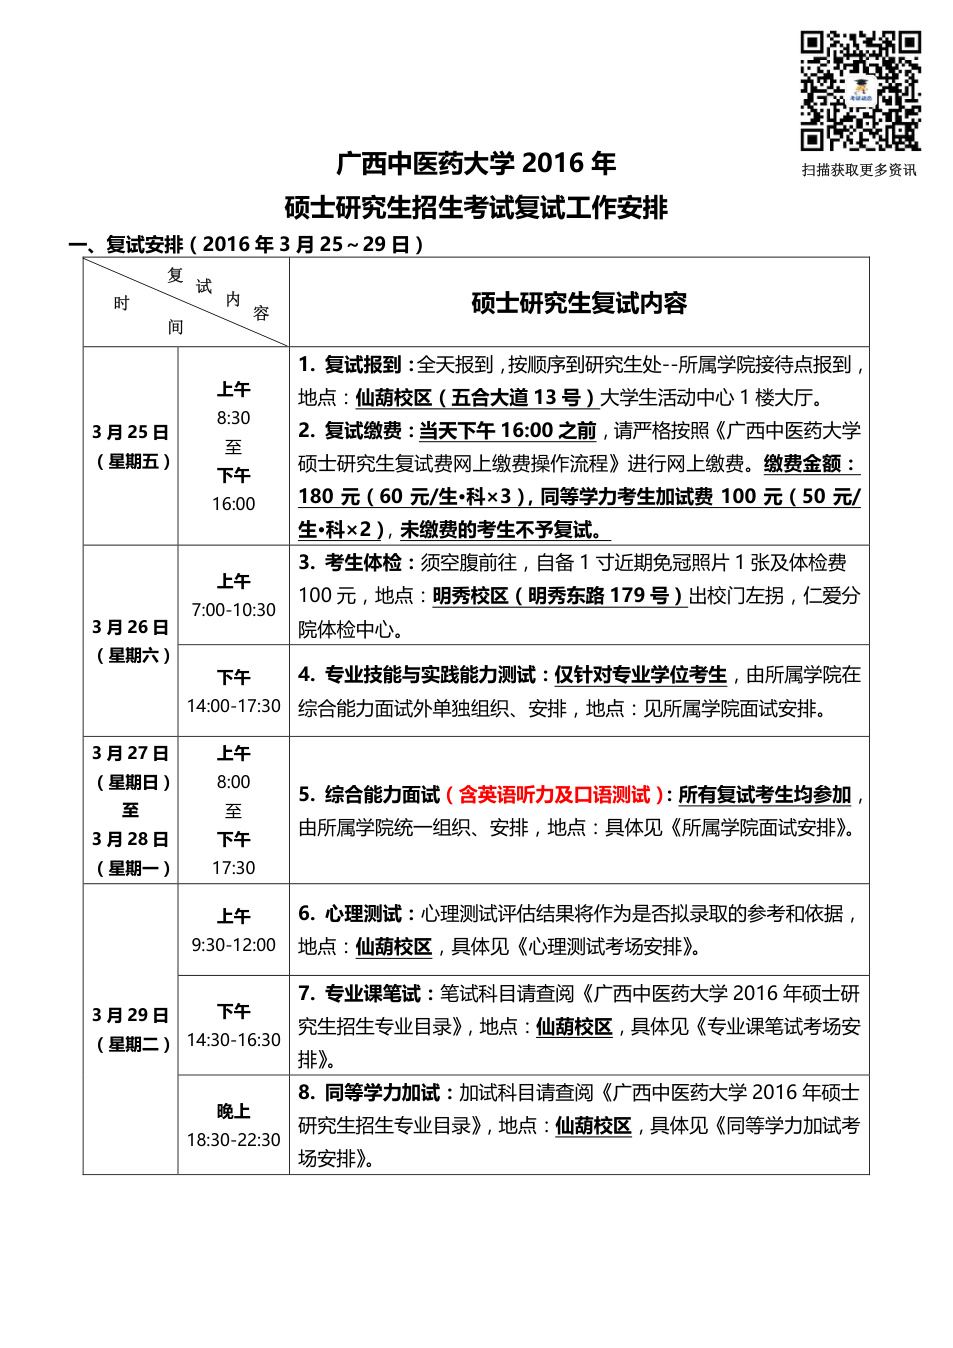 扫描获取更多资讯
广西中医药大学 2016 年
硕士研究生招生考试复试工作安排
一、复试安排（2016 年 3 月 25～29 日）
复试内容
时间
硕士研究生复试内容
3 月 25 日
（星期五）
上午
8:30
至
下午
16:00
1. 复试报到：全天报到，按顺序到研究生处--所属学院接待点报到，
地点：仙葫校区（五合大道 13 号）大学生活动中心 1 楼大厅。
2. 复试缴费：当天下午 16:00 之前，请严格按照《广西中医药大学
硕士研究生复试费网上缴费操作流程》进行网上缴费。缴费金额：
180 元（60 元/生•科×3），同等学力考生加试费 100 元（50 元/
生•科×2），未缴费的考生不予复试。
3 月 26 日
（星期六）
上午
7:00-10:30
3. 考生体检：须空腹前往，自备 1 寸近期免冠照片 1 张及体检费
100 元，地点：明秀校区（明秀东路 179 号）出校门左拐，仁爱分
院体检中心。
下午
14:00-17:30
4. 专业技能与实践能力测试：仅针对专业学位考生，由所属学院在
综合能力面试外单独组织、安排，地点：见所属学院面试安排。
3 月 27 日
（星期日）
至
3 月 28 日
（星期一）
上午
8:00
至
下午
17:30
5. 综合能力面试（含英语听力及口语测试）：所有复试考生均参加，
由所属学院统一组织、安排，地点：具体见《所属学院面试安排》。
3 月 29 日
（星期二）
上午
9:30-12:00
6. 心理测试：心理测试评估结果将作为是否拟录取的参考和依据，
地点：仙葫校区，具体见《心理测试考场安排》。
下午
14:30-16:30
7. 专业课笔试：笔试科目请查阅《广西中医药大学 2016 年硕士研
究生招生专业目录》，地点：仙葫校区，具体见《专业课笔试考场安
排》。
晚上
18:30-22:30
8. 同等学力加试：加试科目请查阅《广西中医药大学 2016 年硕士
研究生招生专业目录》，地点：仙葫校区，具体见《同等学力加试考
场安排》。